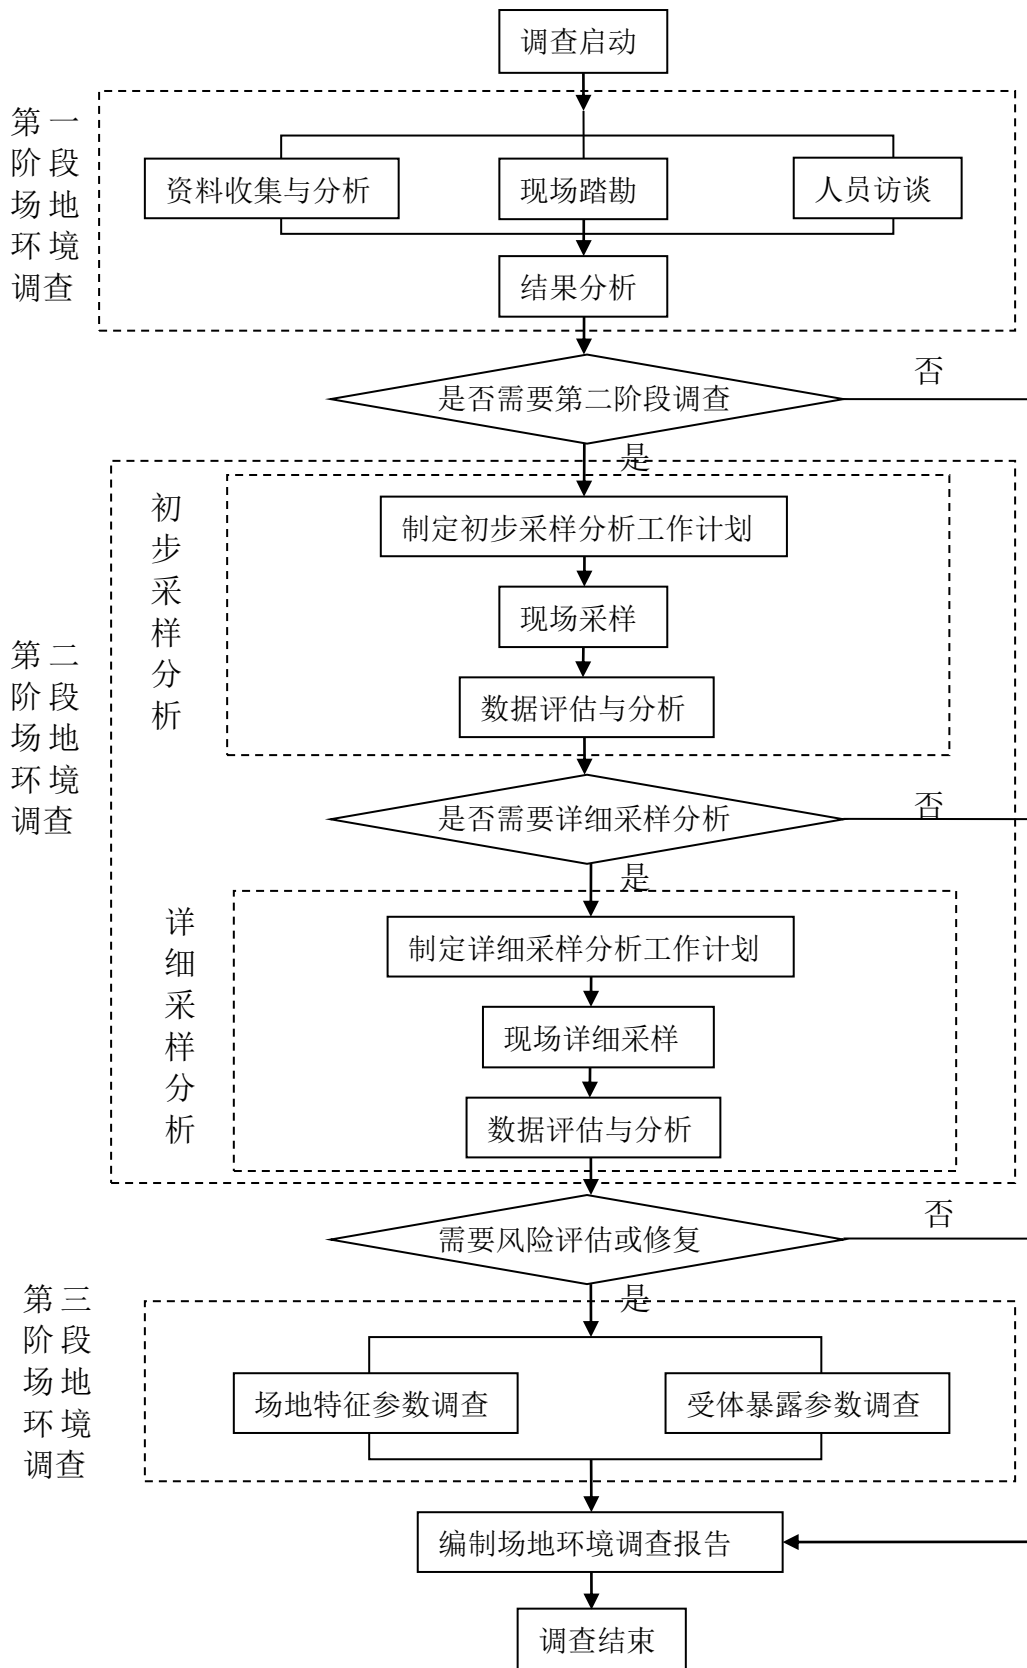 调查启动
第一
阶段
场地
环境
调查
资料收集与分析
现场踏勘
人员访谈
结果分析
是否需要第二阶段调查
否
是
第二
阶段
场地
环境
调查
初
步
采
样
分
析
制定初步采样分析工作计划
现场采样
数据评估与分析
是否需要详细采样分析
否
是
详
细
采
样
分
析
制定详细采样分析工作计划
现场详细采样
数据评估与分析
需要风险评估或修复
否
是
第三
阶段
场地
环境
调查
场地特征参数调查
受体暴露参数调查
编制场地环境调查报告
调查结束